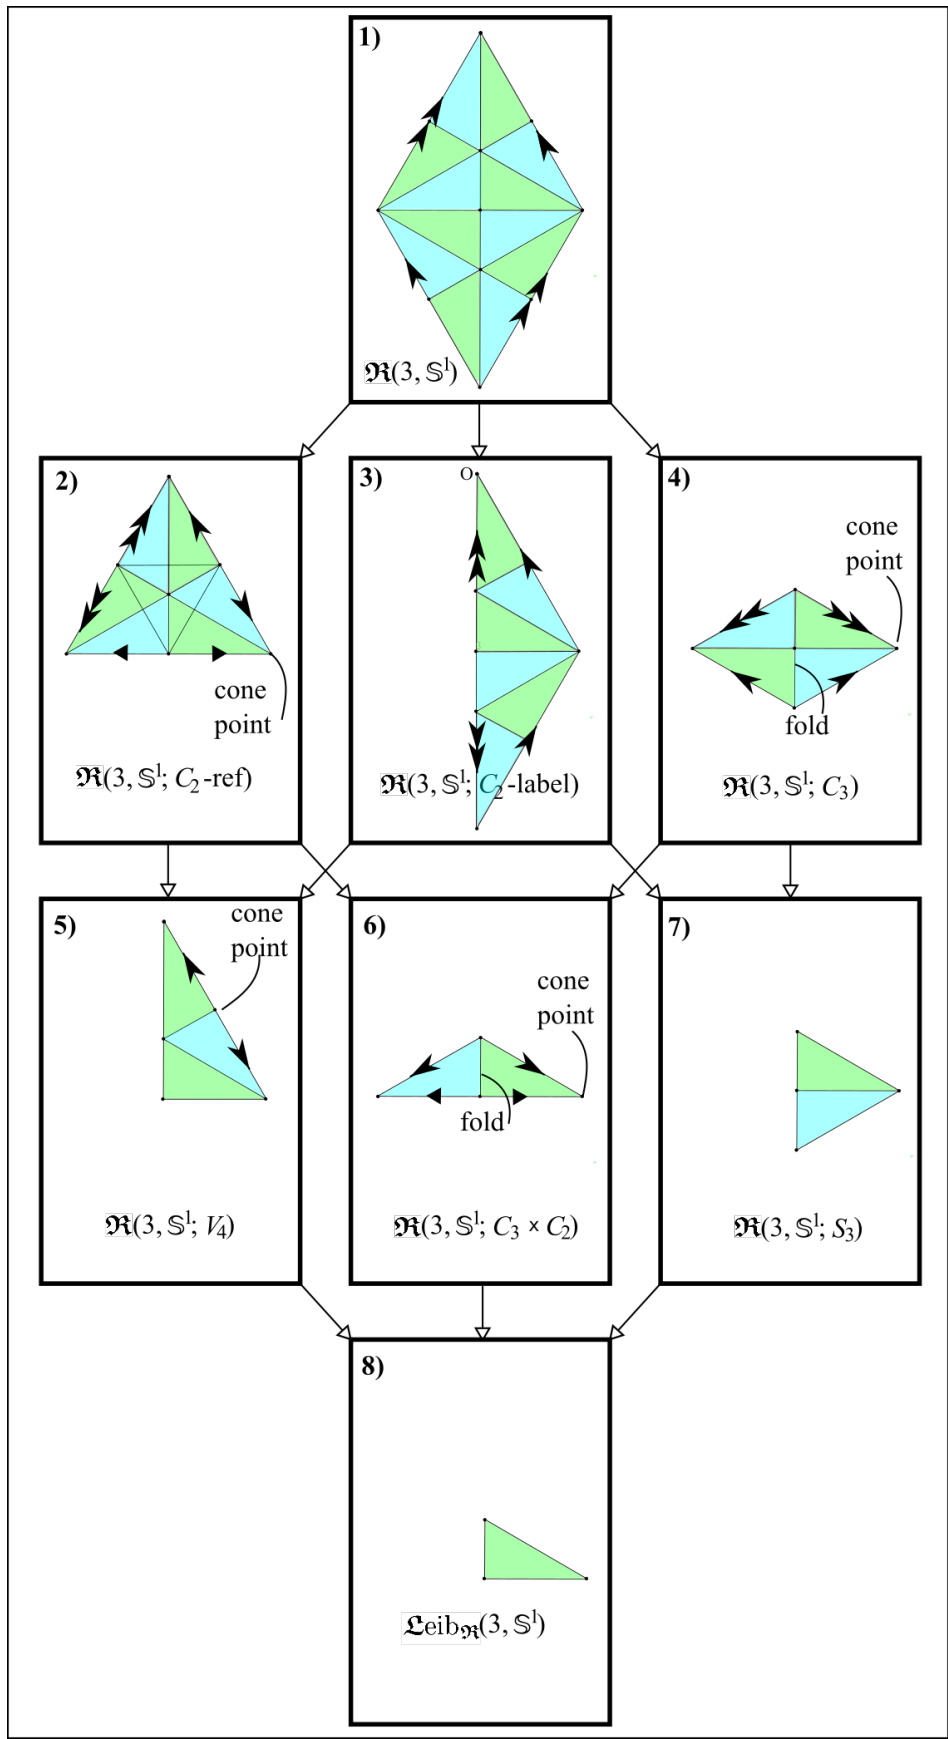 1)
ℜ(3, 𝕊¹)
2)
cone
point
ℜ(3, 𝕊¹; C₂-ref)
3)
O
ℜ(3, 𝕊¹; C₂-label)
4)
cone
point
fold
ℜ(3, 𝕊¹; C₃)
5)
cone
point
ℜ(3, 𝕊¹; V₄)
6)
cone
point
fold
ℜ(3, 𝕊¹; C₃ × C₂)
7)
ℜ(3, 𝕊¹; S₃)
8)
𝔏eib_ℜ(3, 𝕊¹)